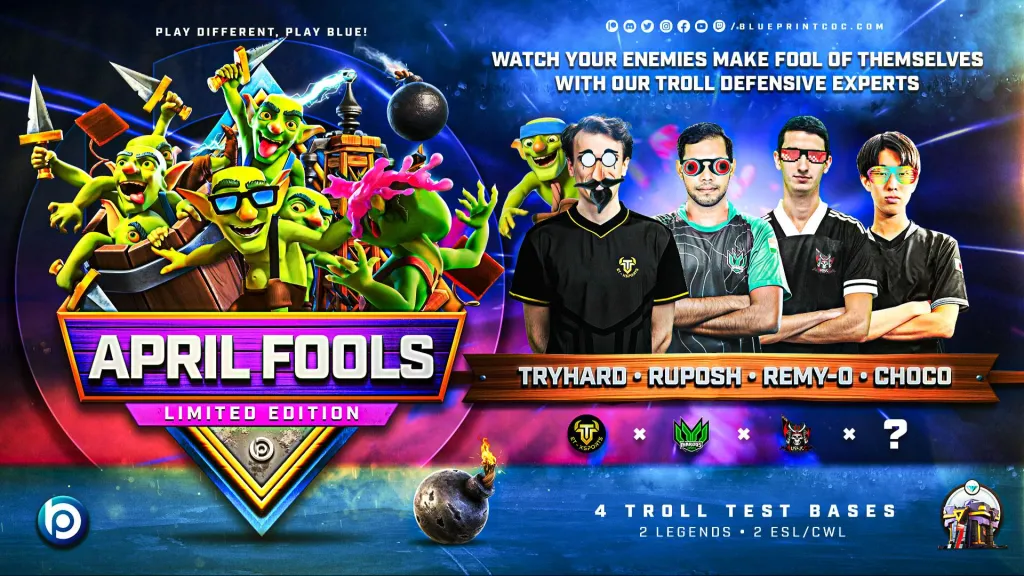 PLAY DIFFERENT, PLAY BLUE!
/BLUEPRINTCOC.COM
WATCH YOUR ENEMIES MAKE FOOL OF THEMSELVES
WITH OUR TROLL DEFENSIVE EXPERTS
APRIL FOOLS
LIMITED EDITION
TRYHARD • RUPOSH • REMY-O • CHOCO
× × × ?
4 TROLL TEST BASES
2 LEGENDS • 2 ESL/CWL